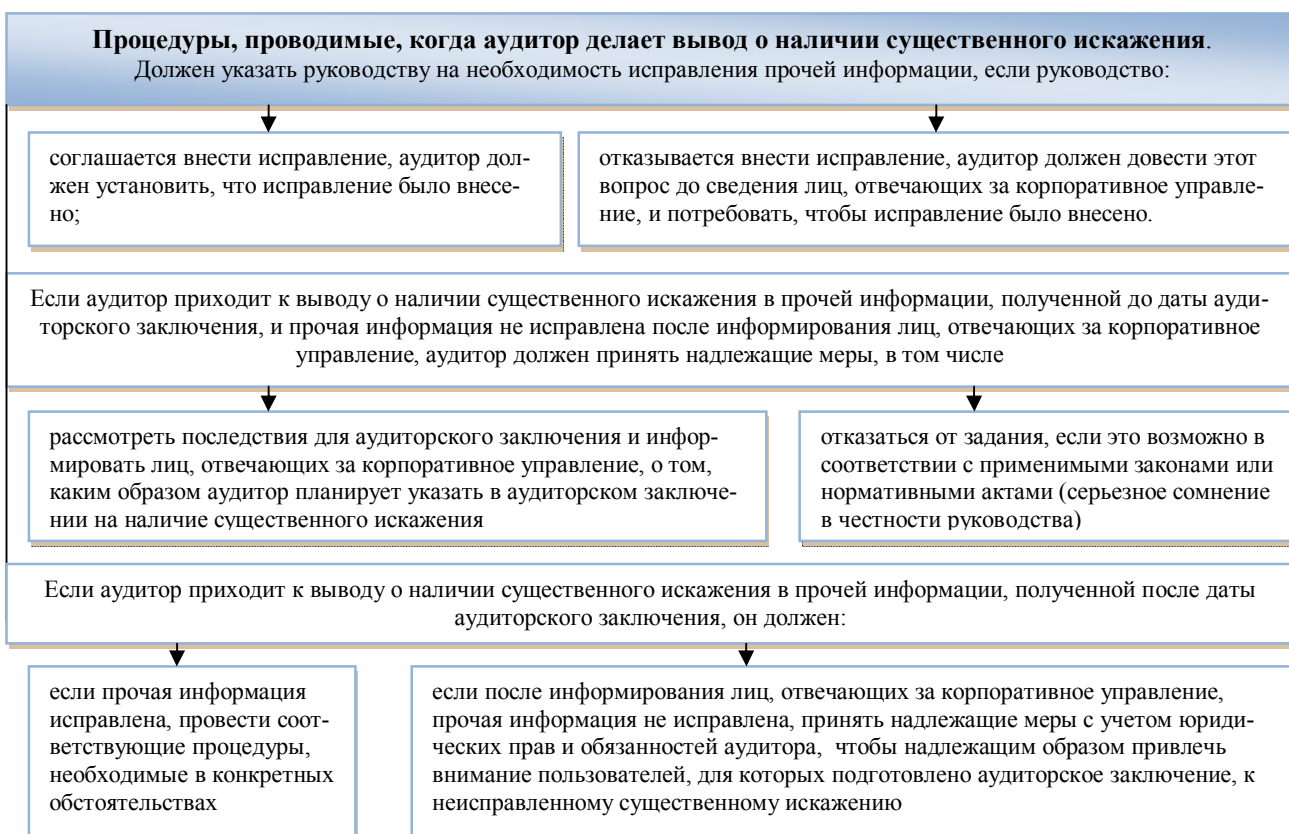 Процедуры, проводимые, когда аудитор делает вывод о наличии существенного искажения.
Должен указать руководству на необходимость исправления прочей информации, если руководство:
соглашается внести исправление, аудитор дол-
жен установить, что исправление было внесе-
но;
отказывается внести исправление, аудитор должен довести этот
вопрос до сведения лиц, отвечающих за корпоративное управле-
ние, и потребовать, чтобы исправление было внесено.
Если аудитор приходит к выводу о наличии существенного искажения в прочей информации, полученной до даты ауди-
торского заключения, и прочая информация не исправлена после информирования лиц, отвечающих за корпоративное
управление, аудитор должен принять надлежащие меры, в том числе
рассмотреть последствия для аудиторского заключения и инфор-
мировать лиц, отвечающих за корпоративное управление, о том,
каким образом аудитор планирует указать в аудиторском заключе-
нии на наличие существенного искажения
отказаться от задания, если это возможно в
соответствии с применимыми законами или
нормативными актами (серьезное сомнение
в честности руководства)
Если аудитор приходит к выводу о наличии существенного искажения в прочей информации, полученной после даты
аудиторского заключения, он должен:
если прочая информация
исправлена, провести соот-
ветствующие процедуры,
необходимые в конкретных
обстоятельствах
если после информирования лиц, отвечающих за корпоративное управление,
прочая информация не исправлена, принять надлежащие меры с учетом юриди-
ческих прав и обязанностей аудитора, чтобы надлежащим образом привлечь
внимание пользователей, для которых подготовлено аудиторское заключение, к
неисправленному существенному искажению